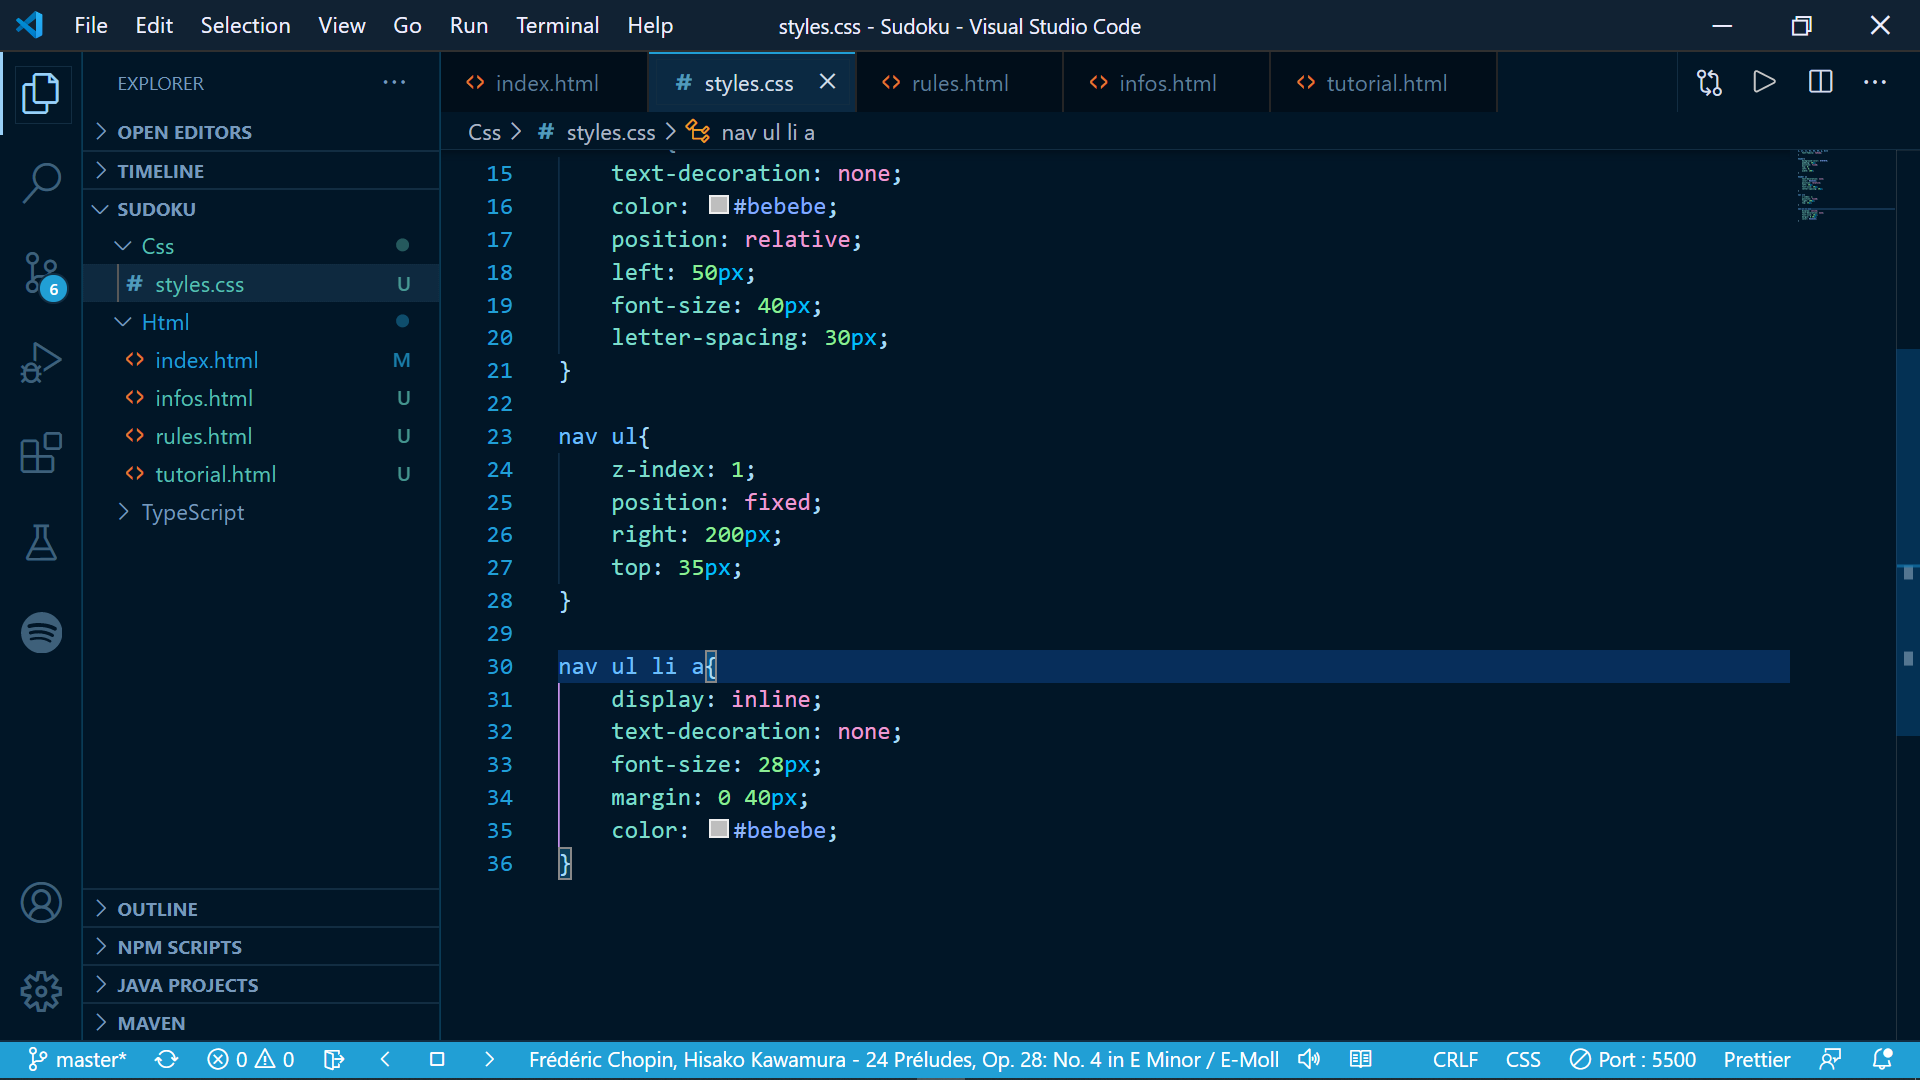 File Edit Selection View Go Run Terminal Help
styles.css - Sudoku - Visual Studio Code
EXPLORER
OPEN EDITORS
TIMELINE
SUDOKU
Css
# styles.css U
Html
<> index.html M
<> infos.html U
<> rules.html U
<> tutorial.html U
TypeScript
OUTLINE
NPM SCRIPTS
JAVA PROJECTS
MAVEN
6
<> index.html # styles.css <> rules.html <> infos.html <> tutorial.html
Css > # styles.css > nav ul li a
15 text-decoration: none;
16 color: #bebebe;
17 position: relative;
18 left: 50px;
19 font-size: 40px;
20 letter-spacing: 30px;
21 }
22
23 nav ul{
24 z-index: 1;
25 position: fixed;
26 right: 200px;
27 top: 35px;
28 }
29
30 nav ul li a{
31 display: inline;
32 text-decoration: none;
33 font-size: 28px;
34 margin: 0 40px;
35 color: #bebebe;
36 }
master* 0 0 Frédéric Chopin, Hisako Kawamura - 24 Préludes, Op. 28: No. 4 in E Minor / E-Moll CRLF CSS Port : 5500 Prettier